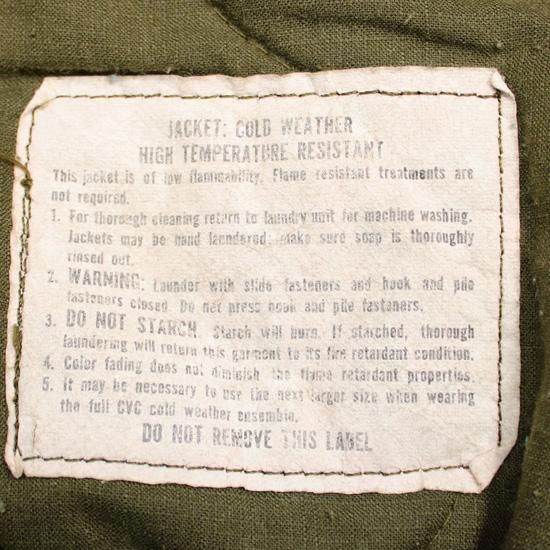 JACKET: COLD WEATHER
HIGH TEMPERATURE RESISTANT
This jacket is of low flammability. Flame resistant treatments are
not required.
1. For thorough cleaning return to laundry unit for machine washing.
Jackets may be hand laundered: make sure soap is thoroughly
rinsed out.
2. WARNING: Launder with slide fasteners and hook and pile
fasteners closed. Do not press hook and pile fasteners.
3. DO NOT STARCH. Starch will burn. If starched, thorough
laundering will return this garment to its fire retardant condition.
4. Color fading does not diminish the flame retardant properties.
5. It may be necessary to use the next larger size when wearing
the full CVC cold weather ensemble.
DO NOT REMOVE THIS LABEL